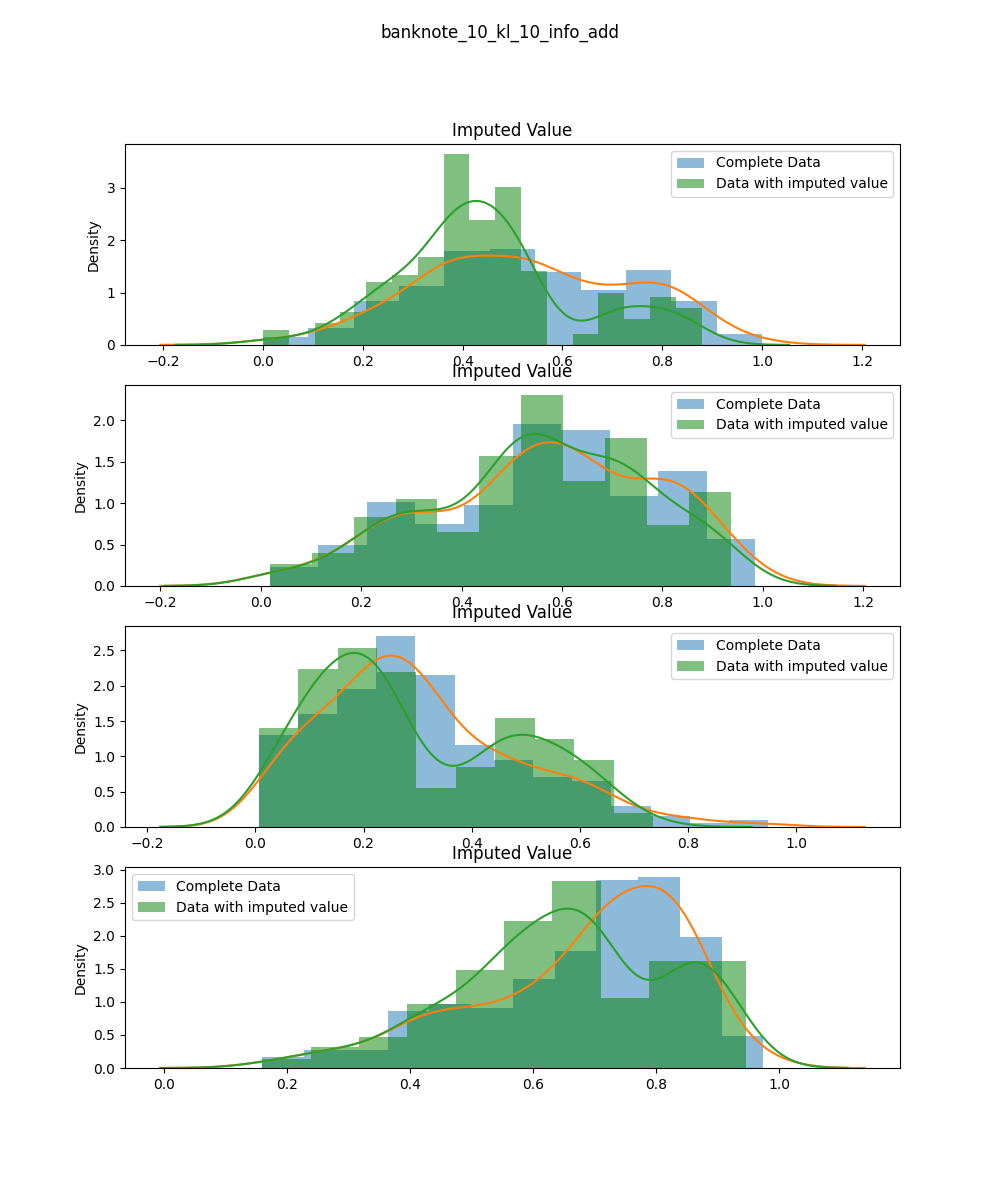 banknote_10_kl_10_info_add
Imputed Value
Complete Data
Data with imputed value
Density
3
2
1
0
−0.2 0.0 0.2 0.4 0.6 0.8 1.0 1.2
Imputed Value
Complete Data
Data with imputed value
Density
2.0
1.5
1.0
0.5
0.0
−0.2 0.0 0.2 0.4 0.6 0.8 1.0 1.2
Imputed Value
Complete Data
Data with imputed value
Density
2.5
2.0
1.5
1.0
0.5
0.0
−0.2 0.0 0.2 0.4 0.6 0.8 1.0
Imputed Value
Complete Data
Data with imputed value
Density
3.0
2.5
2.0
1.5
1.0
0.5
0.0
0.0 0.2 0.4 0.6 0.8 1.0